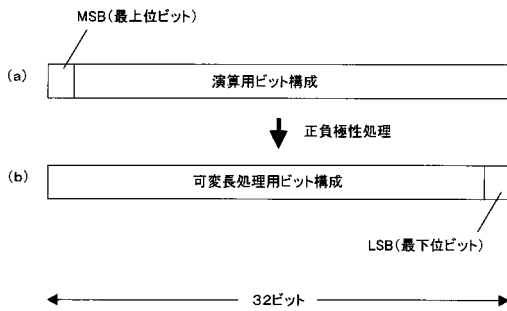 MSB(最上位ビット)
(a)
演算用ビット構成
正負極性処理
(b)
可変長処理用ビット構成
LSB(最下位ビット)
32ビット